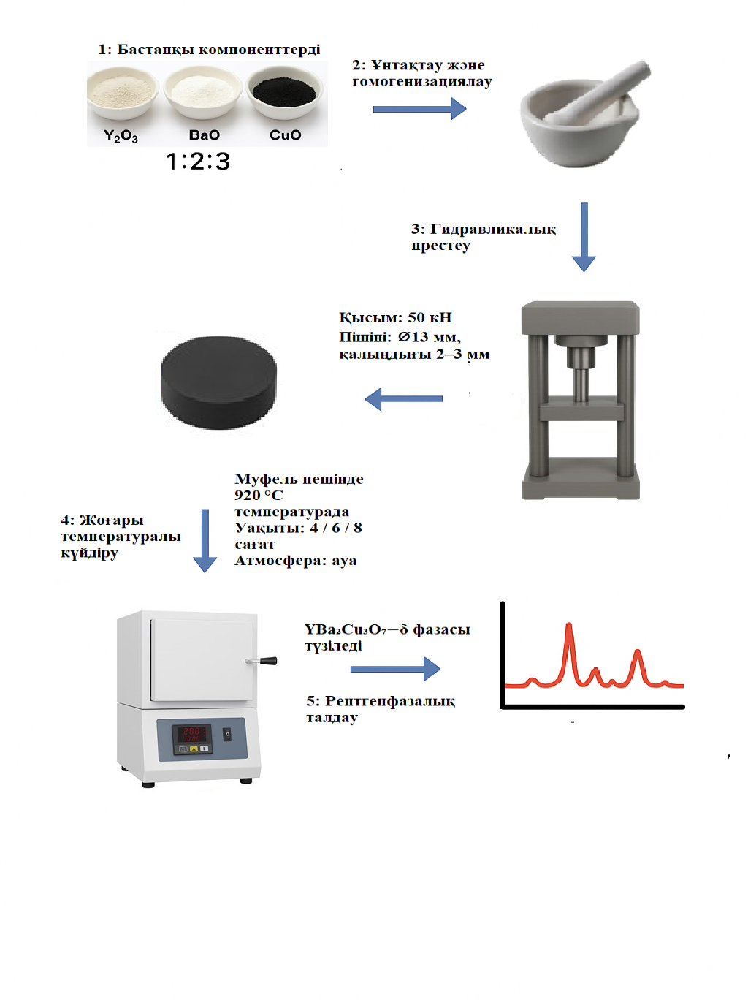 1: Бастапқы компоненттерді
Y₂O₃ BaO CuO
1:2:3
2: Ұнтақтау және
гомогенизациялау
3: Гидравликалық
престеу
Қысым: 50 кН
Пішіні: ∅13 мм,
қалыңдығы 2–3 мм
Муфель пешінде
920 °C
температурада
Уақыты: 4 / 6 / 8
сағат
Атмосфера: ауа
4: Жоғары
температуралы
күйдіру
YBa₂Cu₃O₇—δ фазасы
түзіледі
5: Рентгенфазалық
талдау